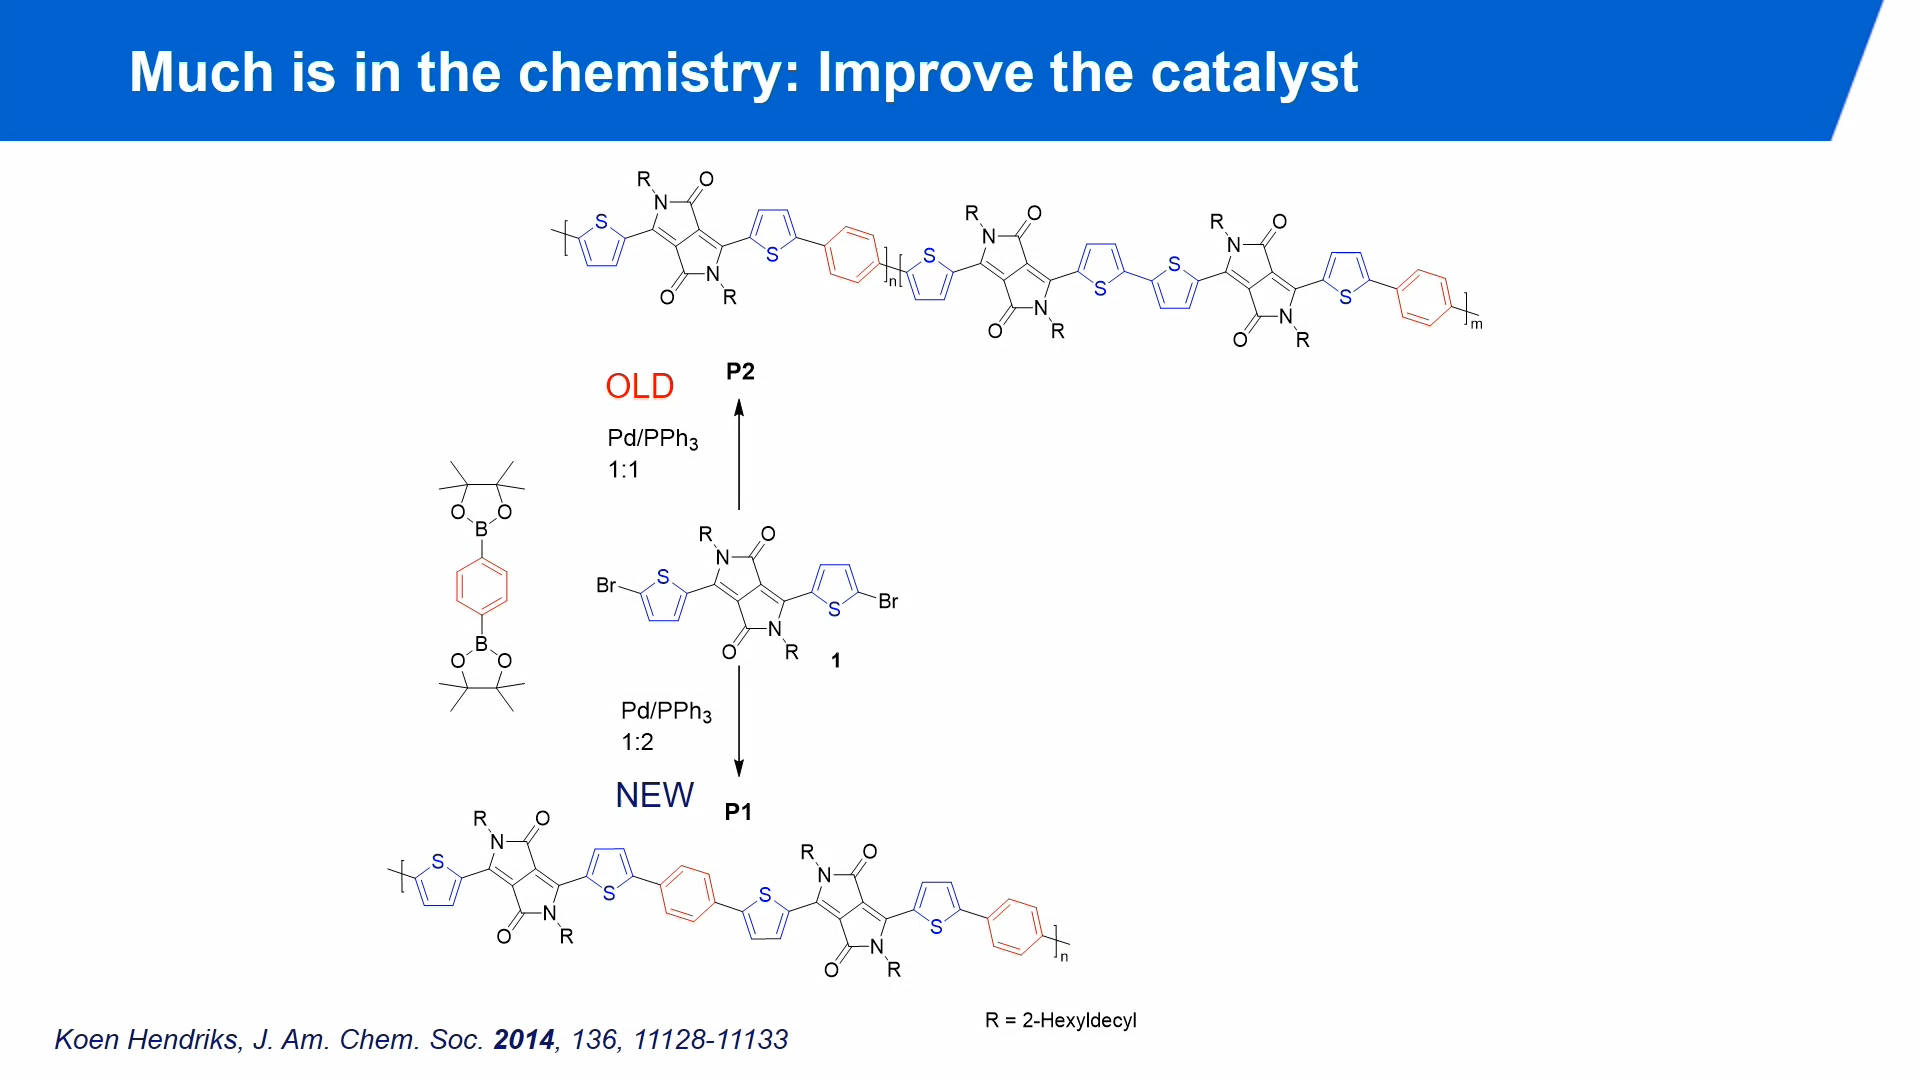 Much is in the chemistry: Improve the catalyst
R
O
N
S
S
O
N
R
n
R
O
N
S
S
O
N
R
S
R
O
N
S
O
N
R
m
OLD
P2
Pd/PPh3
1:1
O
O
B
B
O
O
R
O
N
Br
S
S
Br
O
N
R
1
Pd/PPh3
1:2
NEW
P1
R
O
N
S
S
O
N
R
S
R
O
N
S
O
N
R
n
R = 2-Hexyldecyl
Koen Hendriks, J. Am. Chem. Soc. 2014, 136, 11128-11133